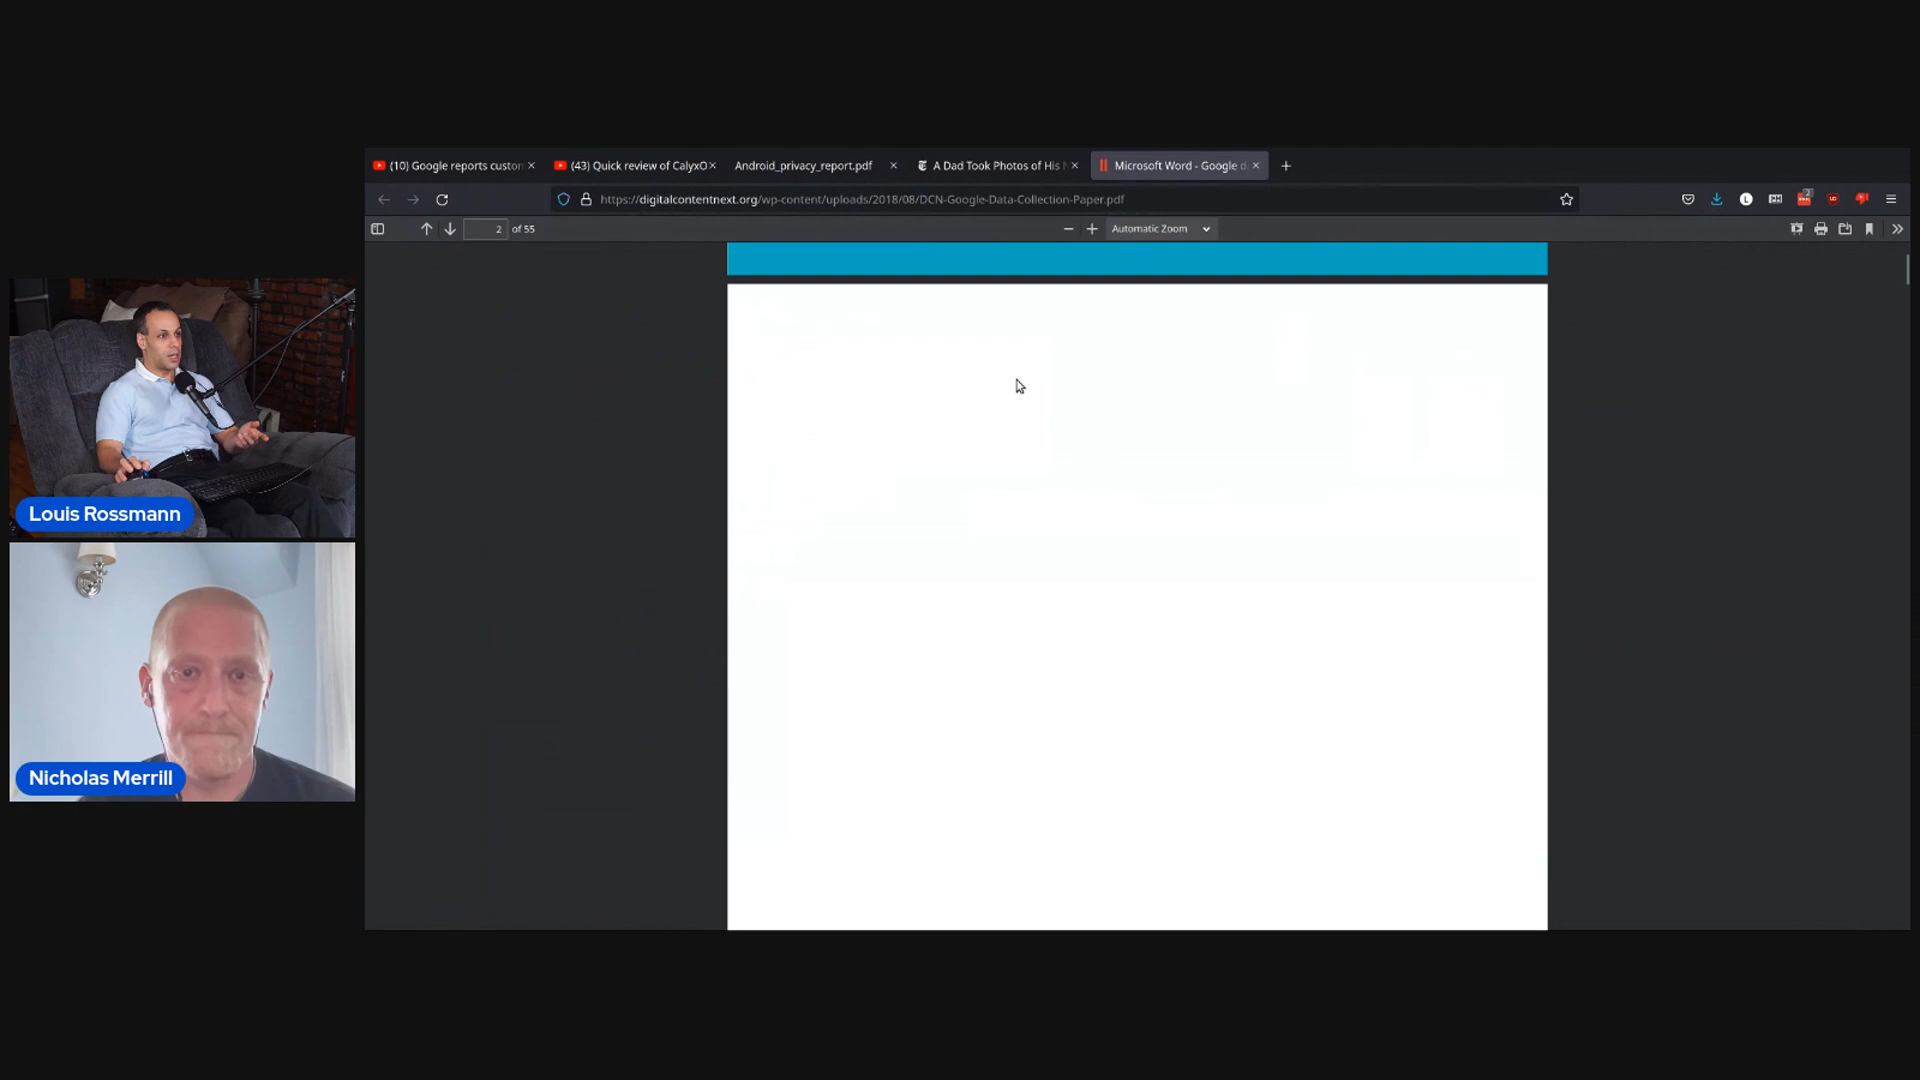 (10) Google reports custon
(43) Quick review of CalyxO
Android_privacy_report.pdf
A Dad Took Photos of His N
Microsoft Word - Google d
https://digitalcontentnext.org/wp-content/uploads/2018/08/DCN-Google-Data-Collection-Paper.pdf
2
L
2
2 of 55
Automatic Zoom
Louis Rossmann
Nicholas Merrill